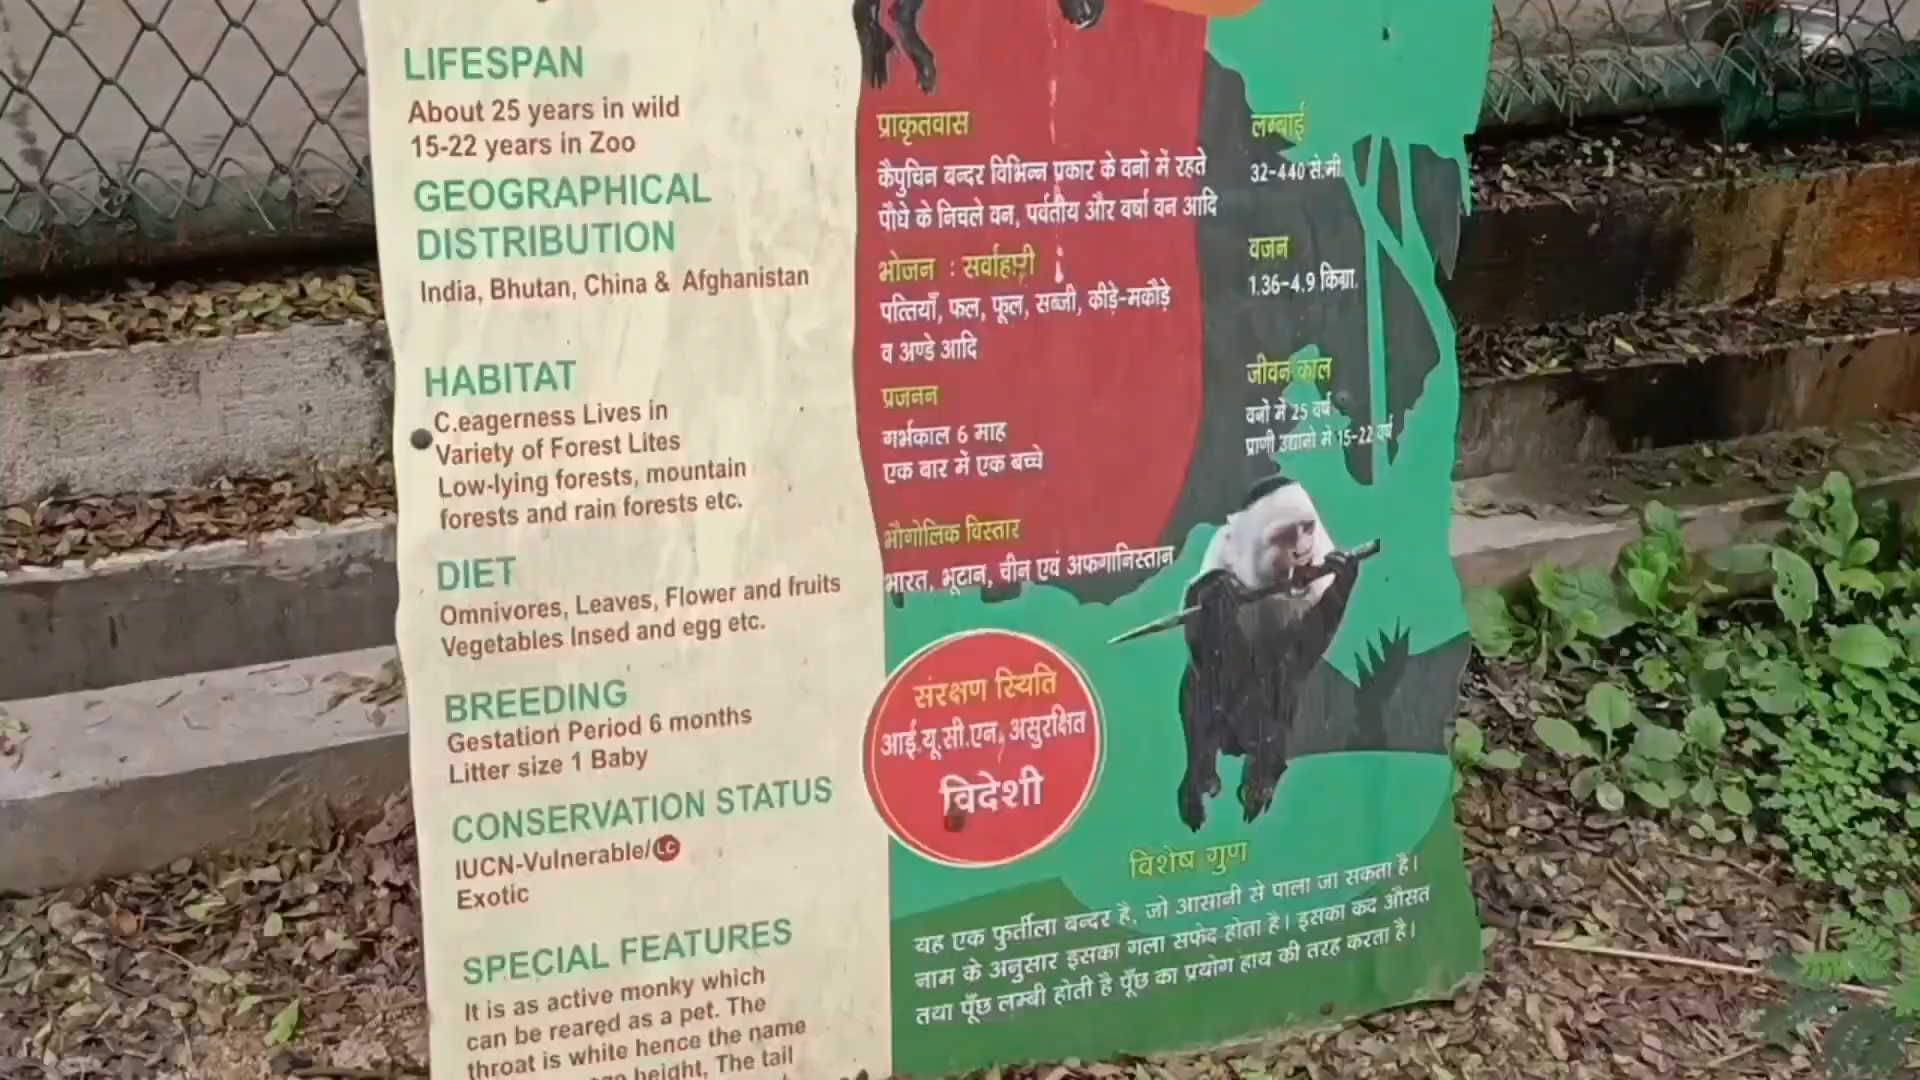 LIFESPAN
About 25 years in wild
15-22 years in Zoo
GEOGRAPHICAL
DISTRIBUTION
India, Bhutan, China & Afghanistan
HABITAT
C.eagerness Lives in
Variety of Forest Lites
Low-lying forests, mountain
forests and rain forests etc.
DIET
Omnivores, Leaves, Flower and fruits
Vegetables Insed and egg etc.
BREEDING
Gestation Period 6 months
Litter size 1 Baby
CONSERVATION STATUS
IUCN-Vulnerable/LC
Exotic
SPECIAL FEATURES
It is as active monky which
can be reared as a pet. The
throat is white hence the name
height, The tail
प्राकृतवास
कैपुचिन बन्दर विभिन्न प्रकार के वनों में रहते
पौधे के निचले वन, पर्वतीय और वर्षा वन आदि
भोजन : सर्वाहारी
पत्तियाँ, फल, फूल, सब्जी, कीड़े-मकौड़े
व अण्डे आदि
प्रजनन
गर्भकाल 6 माह
एक वार में एक बच्चे
भौगोलिक विस्तार
भारत, भूटान, चीन एवं अफगानिस्तान
लम्बाई
32-440 से.मी.
वजन
1.36-4.9 किग्रा.
जीवन काल
वनों में 25 वर्ष
प्राणी उद्यानो में 15-22 वर्ष
संरक्षण स्थिति
आई.यू.सी.एन. असुरक्षित
विदेशी
विशेष गुण
यह एक फुर्तीला बन्दर है, जो आसानी से पाला जा सकता है।
नाम के अनुसार इसका गला सफेद होता है। इसका कद औसत
तथा पूँछ लम्बी होती है पूँछ का प्रयोग हाथ की तरह करता है।